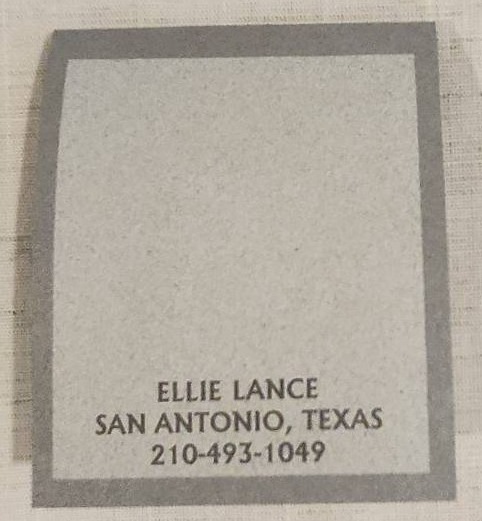 ELLIE LANCE
SAN ANTONIO, TEXAS
210-493-1049